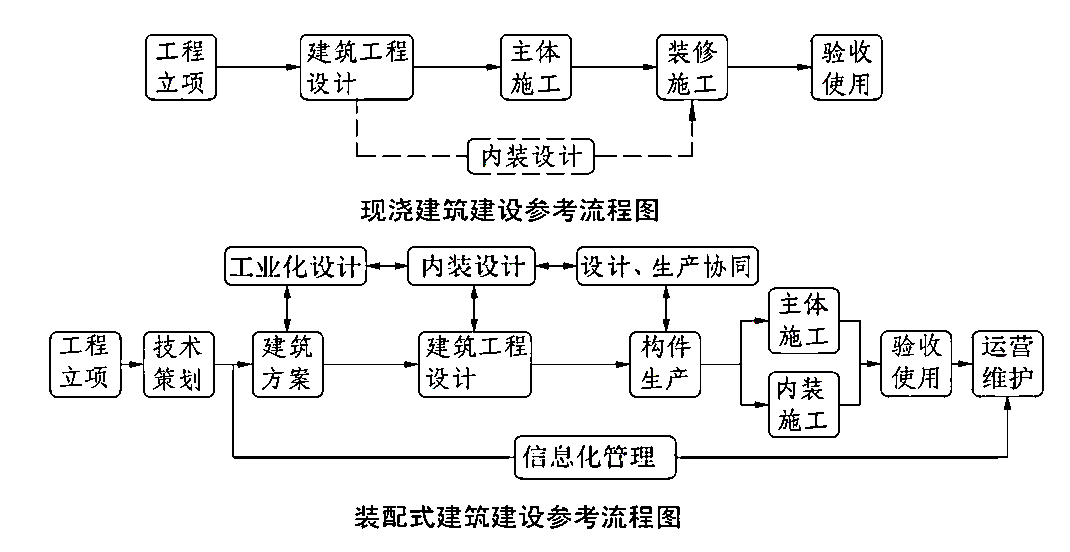 工程
立项
建筑工程
设计
主体
施工
装修
施工
验收
使用
内装设计
现浇建筑建设参考流程图
工业化设计
内装设计
设计、生产协同
工程
立项
技术
策划
建筑
方案
建筑工程
设计
构件
生产
主体
施工
内装
施工
验收
使用
运营
维护
信息化管理
装配式建筑建设参考流程图